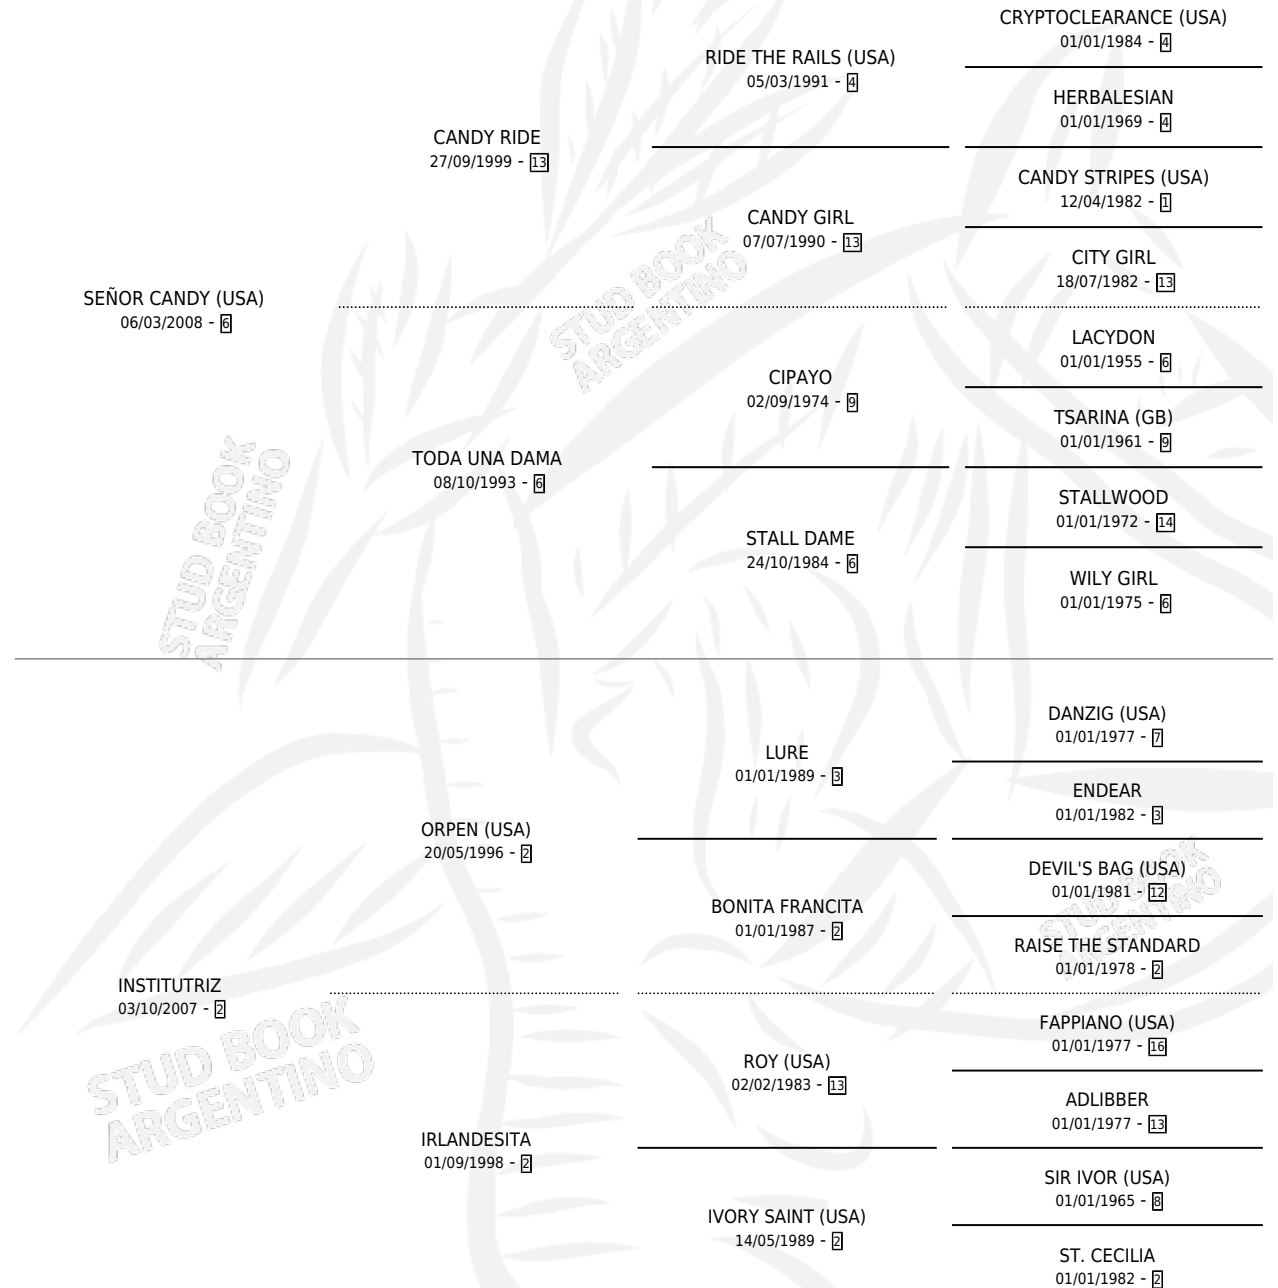 CRYPTOCLEARANCE (USA)
01/01/1984 - 4
RIDE THE RAILS (USA)
05/03/1991 - 4
HERBALESIAN
01/01/1969 - 4
CANDY RIDE
27/09/1999 - 13
CANDY STRIPES (USA)
12/04/1982 - 1
CANDY GIRL
07/07/1990 - 13
CITY GIRL
18/07/1982 - 13
SEÑOR CANDY (USA)
06/03/2008 - 6
LACYDON
01/01/1955 - 6
CIPAYO
02/09/1974 - 9
TSARINA (GB)
01/01/1961 - 9
TODA UNA DAMA
08/10/1993 - 6
STALLWOOD
01/01/1972 - 14
STALL DAME
24/10/1984 - 6
WILY GIRL
01/01/1975 - 6
DANZIG (USA)
01/01/1977 - 7
LURE
01/01/1989 - 3
ENDEAR
01/01/1982 - 3
ORPEN (USA)
20/05/1996 - 2
DEVIL'S BAG (USA)
01/01/1981 - 12
BONITA FRANCITA
01/01/1987 - 2
RAISE THE STANDARD
01/01/1978 - 2
INSTITUTRIZ
03/10/2007 - 2
FAPPIANO (USA)
01/01/1977 - 16
ROY (USA)
02/02/1983 - 13
ADLIBBER
01/01/1977 - 13
IRLANDESITA
01/09/1998 - 2
SIR IVOR (USA)
01/01/1965 - 8
IVORY SAINT (USA)
14/05/1989 - 2
ST. CECILIA
01/01/1982 - 2
STUD BOOK
ARGENTINO
STUD BOOK
ARGENTINO
STUD BOOK
ARGENTINO
STUD BOOK
ARGENTINO